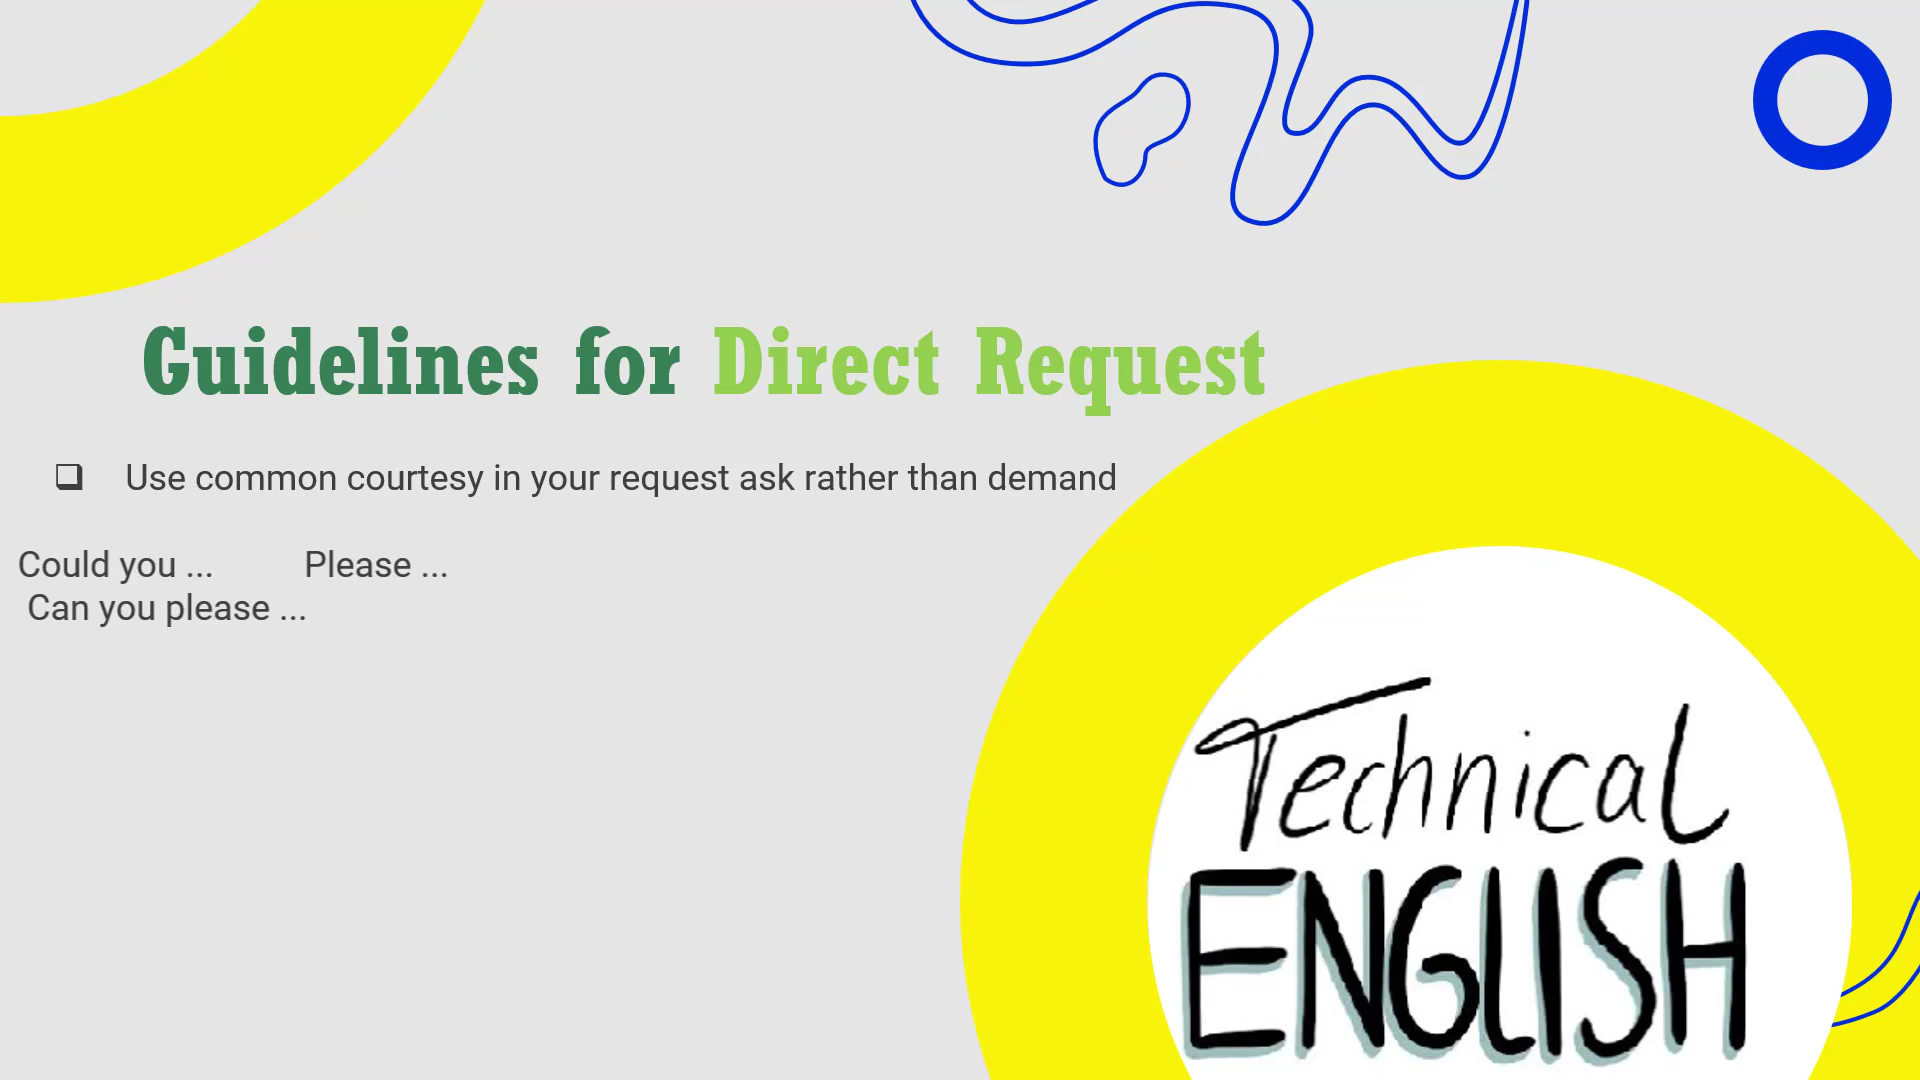 Guidelines for Direct Request
❑ Use common courtesy in your request ask rather than demand
Could you ... Please ...
Can you please ...
Technical
ENGLISH